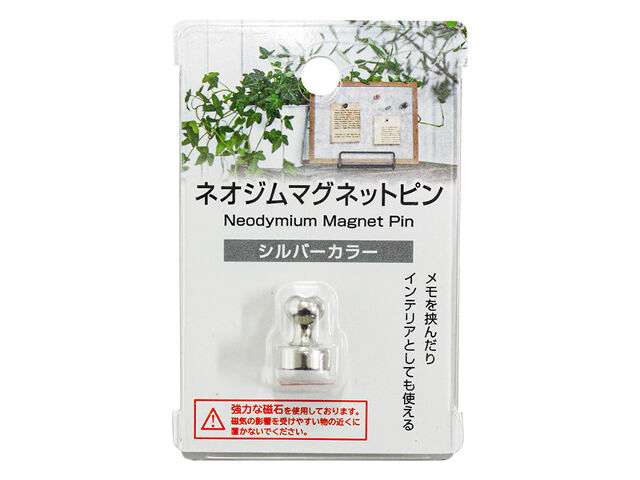 ネオジムマグネットピン
Neodymium Magnet Pin
シルバーカラー
メモを挟んだり
インテリアとしても使える
強力な磁石を使用しております。
磁気の影響を受けやすい物の近くに
置かないでください。